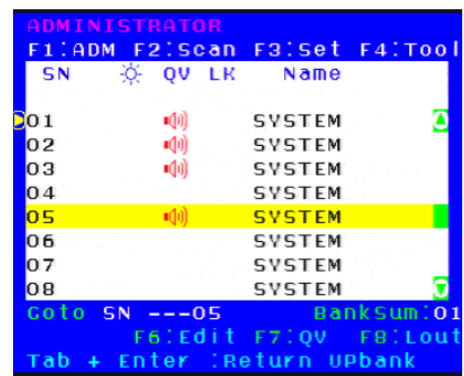 ADMINISTRATOR
F1:ADM F2:Scan F3:Set F4:Tool
SN QV LK Name
01 SYSTEM
02 SYSTEM
03 SYSTEM
04 SYSTEM
05 SYSTEM
06 SYSTEM
07 SYSTEM
08 SYSTEM
Goto SN ---05 BankSum:01
F6:Edit F7:QV F8:Lout
Tab + Enter :Return UPbank